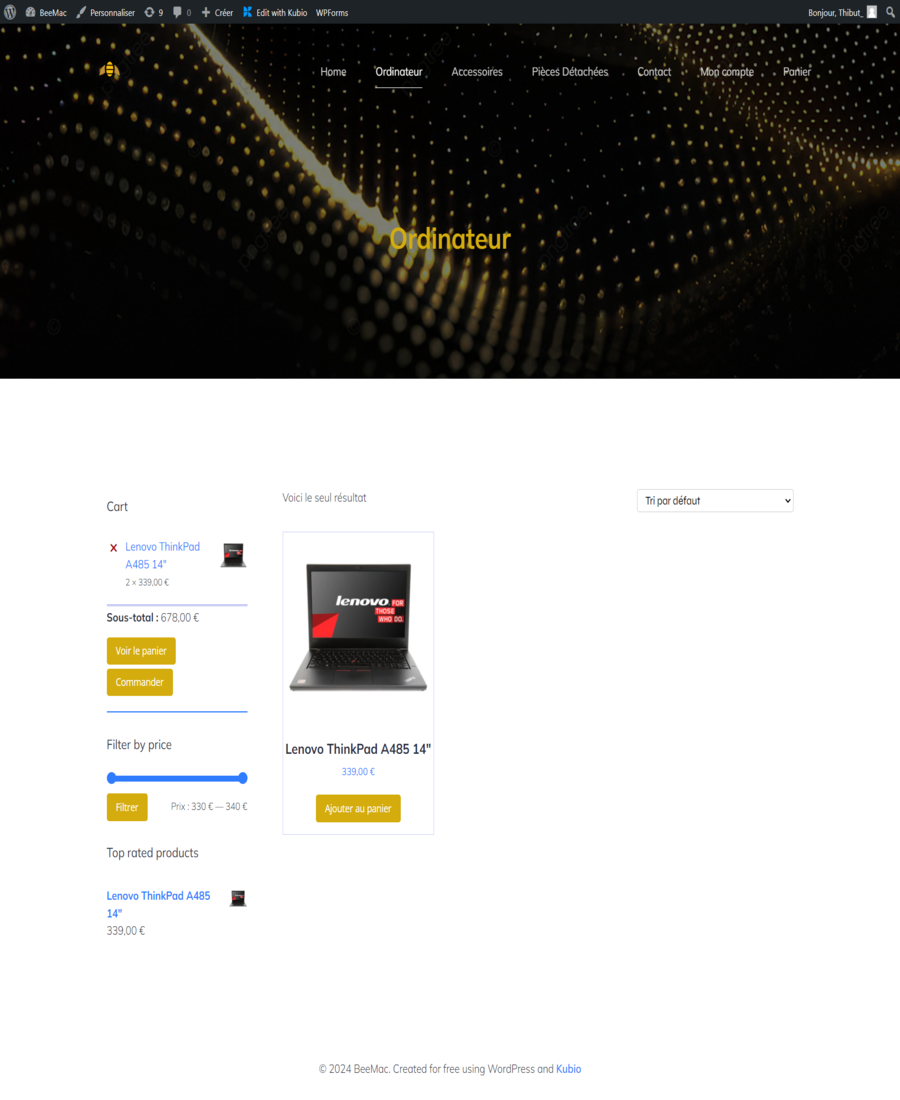 BeeMac Personnaliser 9 0 Créer Edit with Kubio WPForms Bonjour, Thibut_
Home Ordinateur Accessoires Pièces Détachées Contact Mon compte Panier
Ordinateur
pngtree
pngtree
pngtree
Cart
Voici le seul résultat
Tri par défaut
X Lenovo ThinkPad
A485 14"
2 × 339,00 €
Sous-total : 678,00 €
Voir le panier
Commander
lenovo FOR
THOSE
WHO DO.
Lenovo ThinkPad A485 14"
339,00 €
Ajouter au panier
Filter by price
Filtrer Prix : 330 € — 340 €
Top rated products
Lenovo ThinkPad A485
14"
339,00 €
© 2024 BeeMac. Created for free using WordPress and Kubio